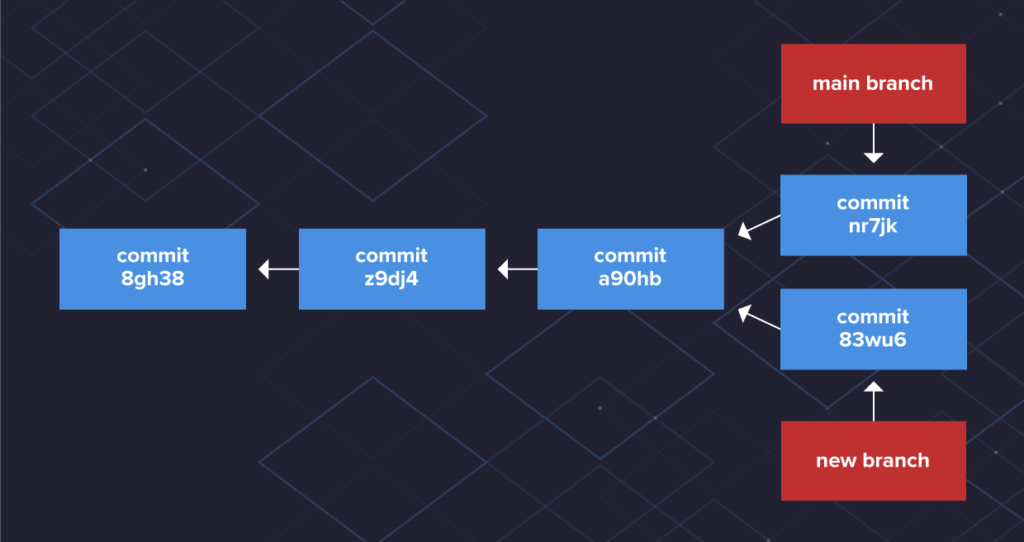 main branch
commit
nr7jk
commit
8gh38
commit
z9dj4
commit
a90hb
commit
83wu6
new branch